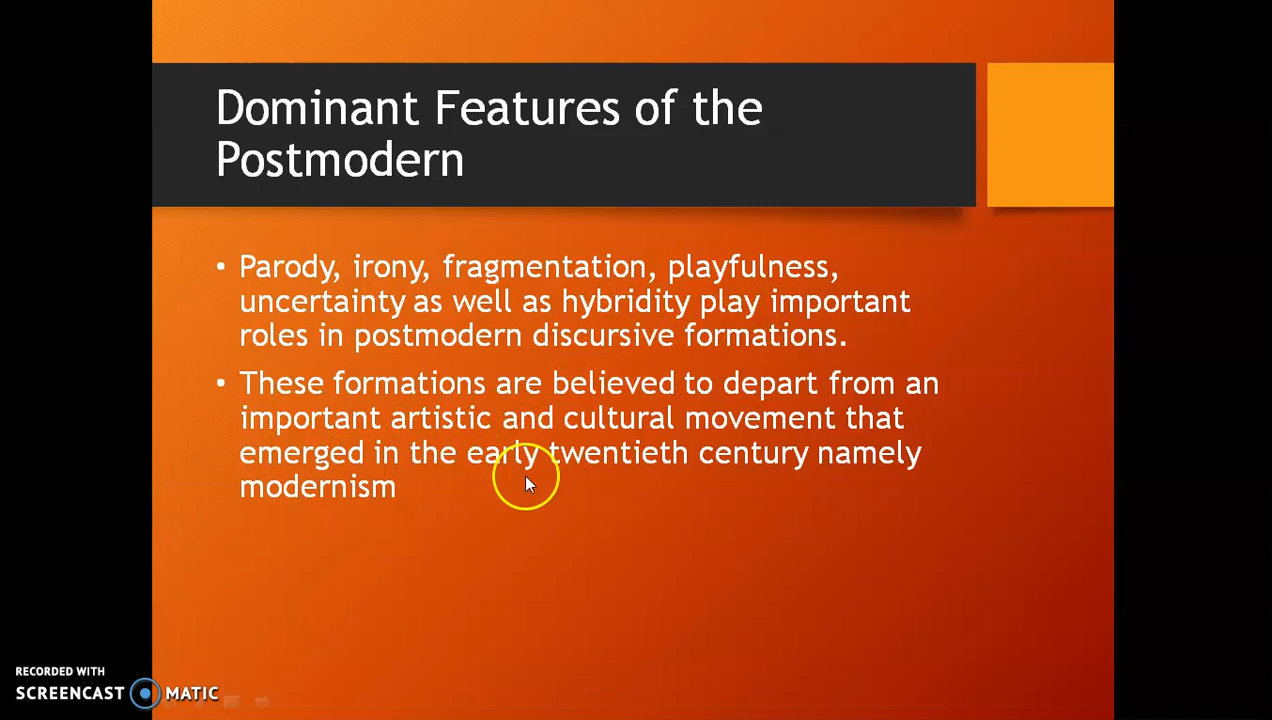 Dominant Features of the
Postmodern
• Parody, irony, fragmentation, playfulness,
uncertainty as well as hybridity play important
roles in postmodern discursive formations.
• These formations are believed to depart from an
important artistic and cultural movement that
emerged in the early twentieth century namely
modernism
RECORDED WITH
SCREENCAST MATIC